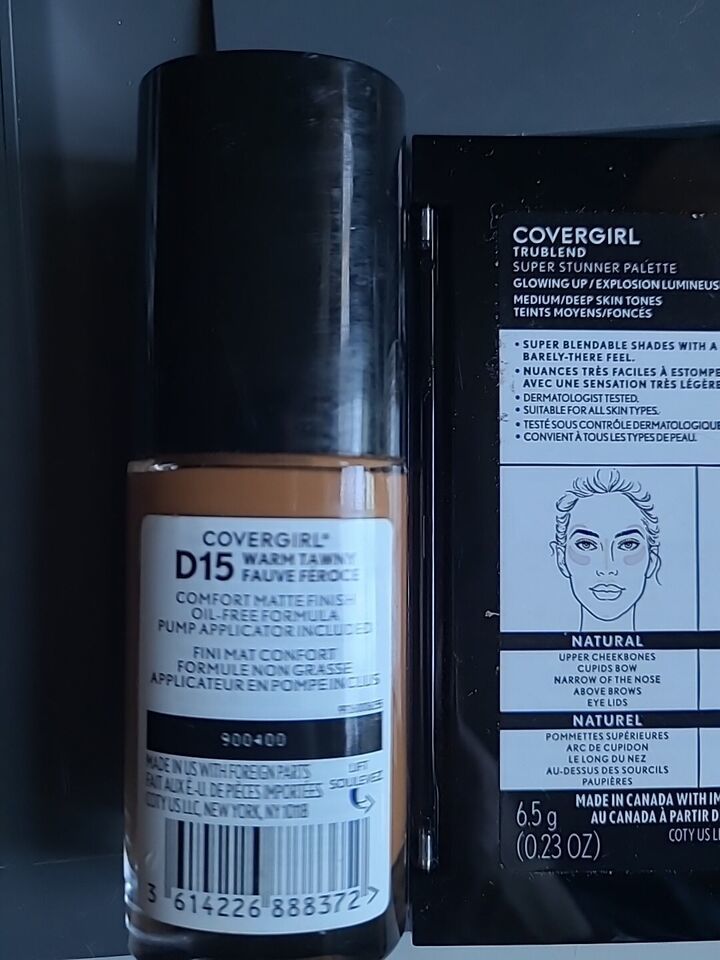 COVERGIRL®
D15 WARM TAWNY
FAUVE FÉROCE
COMFORT MATTE FINISH
OIL-FREE FORMULA
PUMP APPLICATOR INCLUDED
FINI MAT CONFORT
FORMULE NON GRASSE
APPLICATEUR EN POMPE INCLUS
900400
MADE IN US WITH FOREIGN PARTS
FAIT AUX É.-U. DE PIÈCES IMPORTÉES
COTY US LLC, NEW YORK, NY 10118
LIFT
SOULEVEZ
3 614226 888372 >
COVERGIRL
TRUBLEND
SUPER STUNNER PALETTE
GLOWING UP / EXPLOSION LUMINEUS
MEDIUM/DEEP SKIN TONES
TEINTS MOYENS/FONCÉS
• SUPER BLENDABLE SHADES WITH A
BARELY-THERE FEEL.
• NUANCES TRÈS FACILES À ESTOMPE
AVEC UNE SENSATION TRÈS LÉGÈRE
• DERMATOLOGIST TESTED.
• SUITABLE FOR ALL SKIN TYPES.
• TESTÉ SOUS CONTRÔLE DERMATOLOGIQUE
• CONVIENT À TOUS LES TYPES DE PEAU.
NATURAL
UPPER CHEEKBONES
CUPIDS BOW
NARROW OF THE NOSE
ABOVE BROWS
EYE LIDS
NATUREL
POMMETTES SUPÉRIEURES
ARC DE CUPIDON
LE LONG DU NEZ
AU-DESSUS DES SOURCILS
PAUPIÈRES
6.5 g
(0.23 OZ)
MADE IN CANADA WITH IM
AU CANADA À PARTIR D
COTY US L